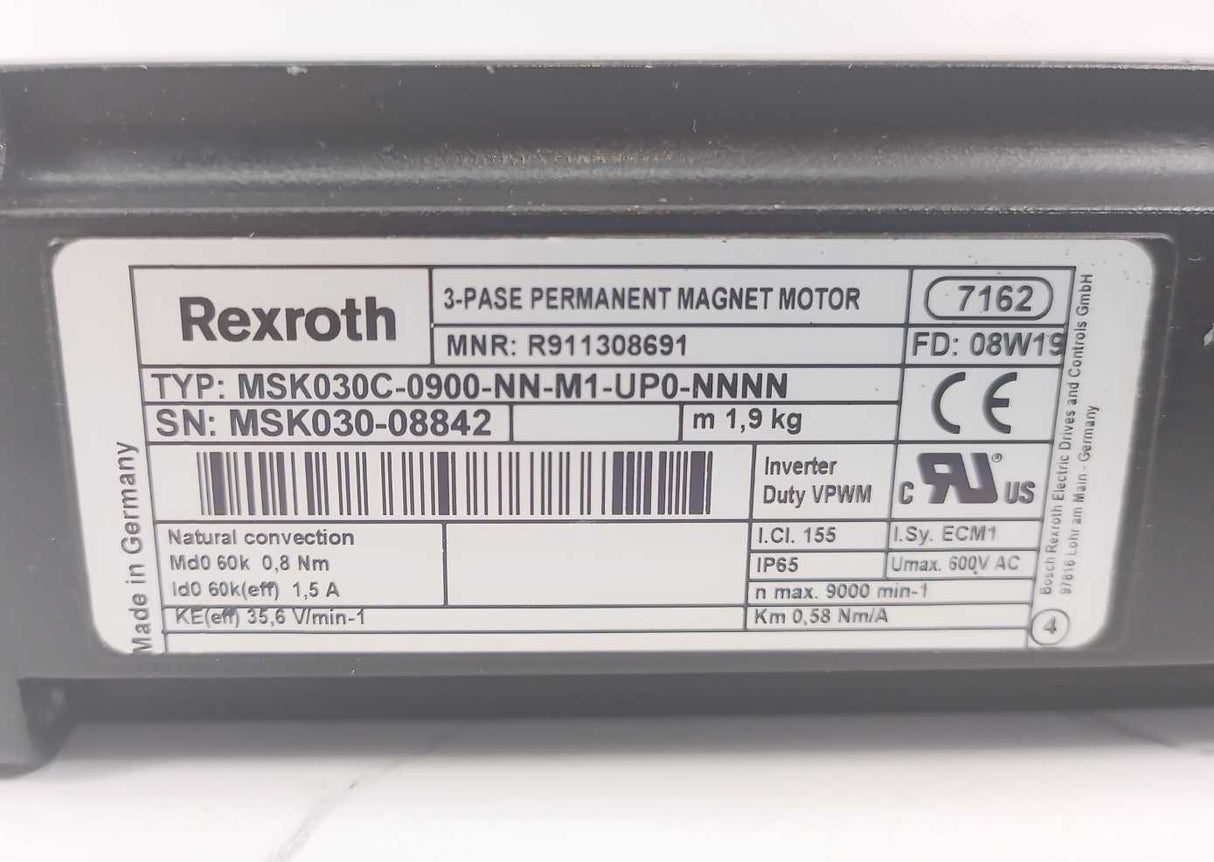 Rexroth
3-PASE PERMANENT MAGNET MOTOR
7162
MNR: R911308691
FD: 08W19
TYP: MSK030C-0900-NN-M1-UP0-NNNN
CE
SN: MSK030-08842
m 1,9 kg
Inverter
Duty VPWM
C RU® US
Natural convection
Md0 60k 0,8 Nm
Id0 60k(eff) 1,5 A
KE(eff) 35,6 V/min-1
I.Cl. 155
I.Sy. ECM1
IP65
Umax. 600V AC
n max. 9000 min-1
Km 0,58 Nm/A
4
Made in Germany
Bosch Rexroth Electric Drives and Controls GmbH
97816 Lohr am Main - Germany